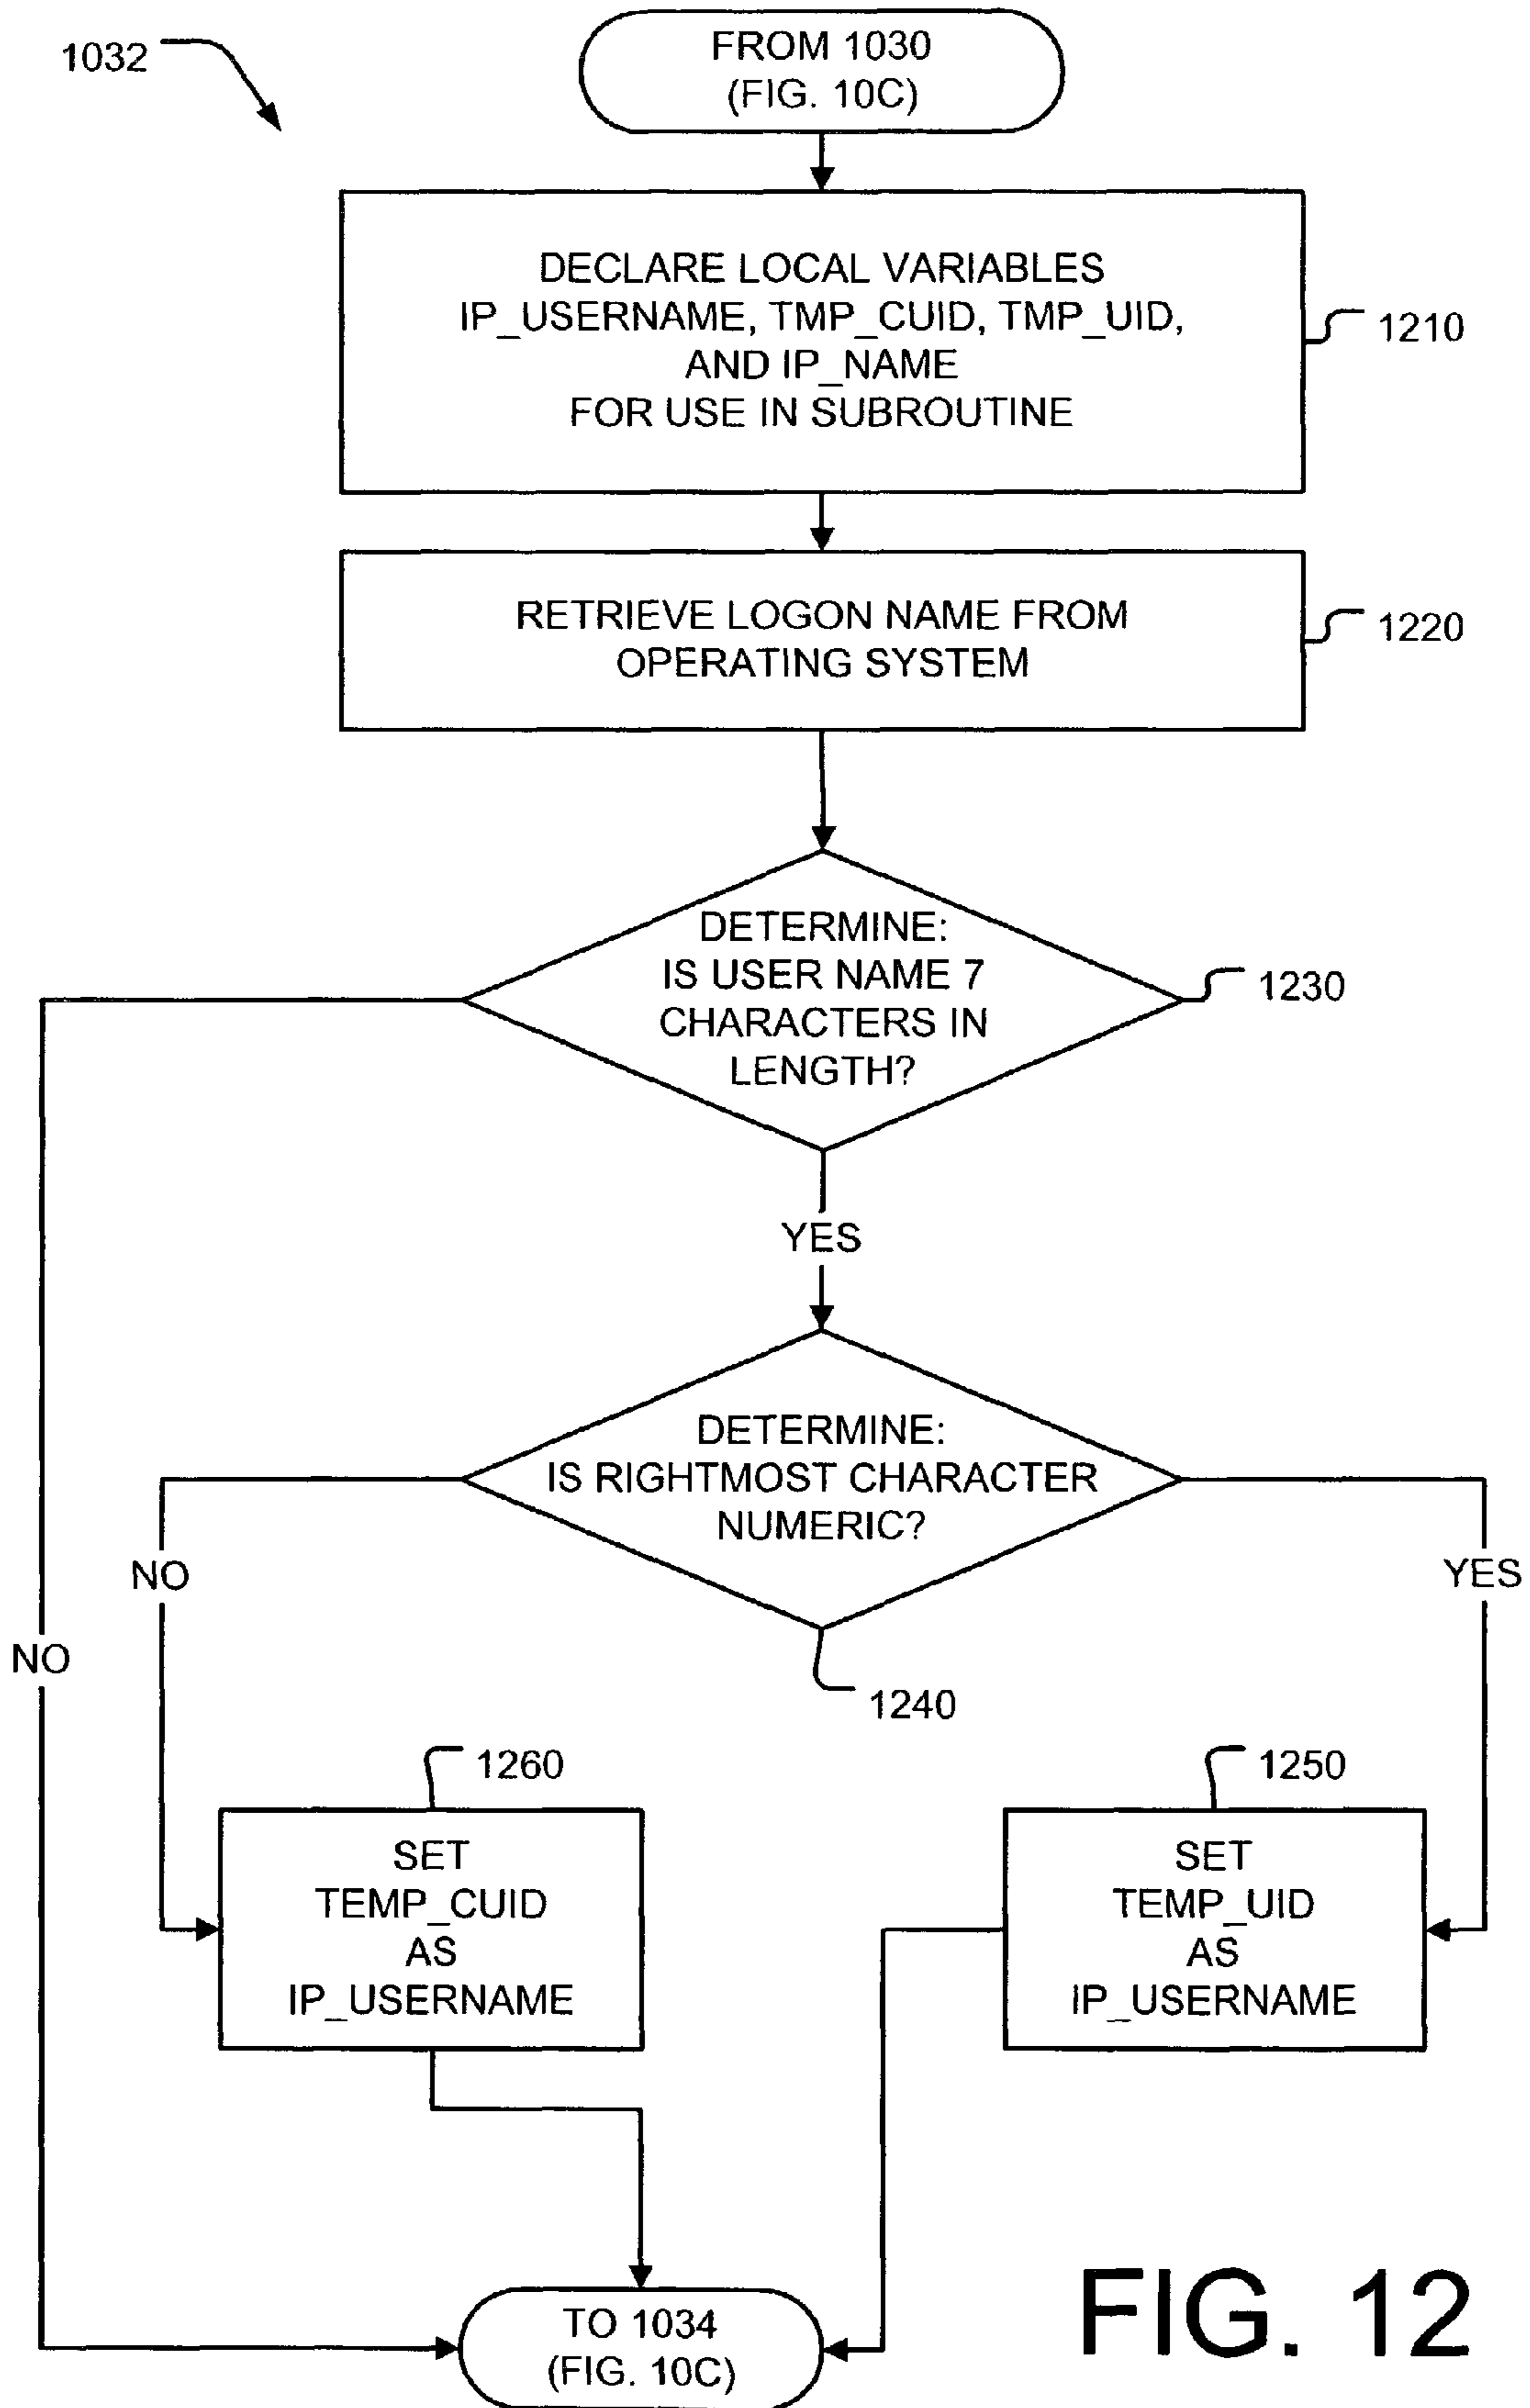 1032
FROM 1030
(FIG. 10C)
DECLARE LOCAL VARIABLES
IP_USERNAME, TMP_CUID, TMP_UID,
AND IP_NAME
FOR USE IN SUBROUTINE
1210
RETRIEVE LOGON NAME FROM
OPERATING SYSTEM
1220
DETERMINE:
IS USER NAME 7
CHARACTERS IN
LENGTH?
1230
YES
DETERMINE:
IS RIGHTMOST CHARACTER
NUMERIC?
NO
YES
NO
1240
1260
1250
SET
TEMP_CUID
AS
IP_USERNAME
SET
TEMP_UID
AS
IP_USERNAME
TO 1034
(FIG. 10C)
FIG. 12